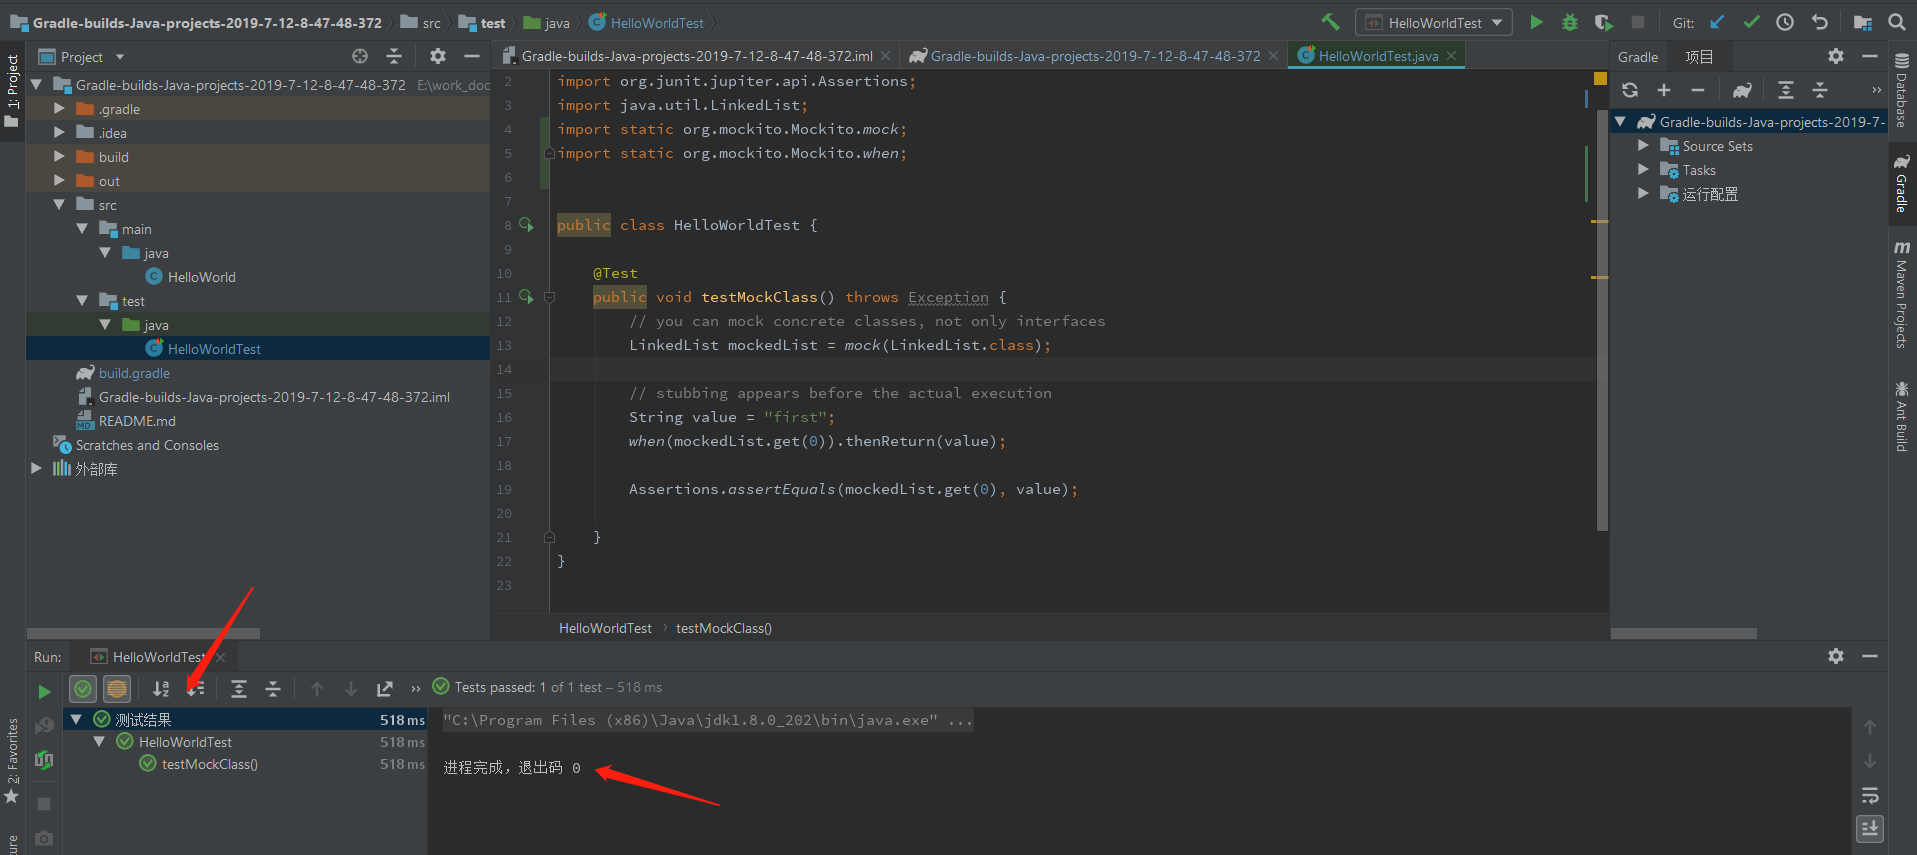 Gradle-builds-Java-projects-2019-7-12-8-47-48-372 src test java HelloWorldTest
HelloWorldTest Git:
1: Project
Project
Gradle-builds-Java-projects-2019-7-12-8-47-48-372 E:\work_doc
.gradle
.idea
build
out
src
main
java
HelloWorld
test
java
HelloWorldTest
build.gradle
Gradle-builds-Java-projects-2019-7-12-8-47-48-372.iml
README.md
Scratches and Consoles
外部库
Gradle-builds-Java-projects-2019-7-12-8-47-48-372.iml Gradle-builds-Java-projects-2019-7-12-8-47-48-372 HelloWorldTest.java
2 import org.junit.jupiter.api.Assertions;
3 import java.util.LinkedList;
4 import static org.mockito.Mockito.mock;
5 import static org.mockito.Mockito.when;
6
7
8 public class HelloWorldTest {
9
10 @Test
11 public void testMockClass() throws Exception {
12 // you can mock concrete classes, not only interfaces
13 LinkedList mockedList = mock(LinkedList.class);
14
15 // stubbing appears before the actual execution
16 String value = "first";
17 when(mockedList.get(0)).thenReturn(value);
18
19 Assertions.assertEquals(mockedList.get(0), value);
20
21 }
22 }
23
HelloWorldTest testMockClass()
Gradle 项目
Gradle-builds-Java-projects-2019-7-
Source Sets
Tasks
运行配置
Database
Gradle
Maven Projects
Ant Build
Run: HelloWorldTest
Tests passed: 1 of 1 test – 518 ms
测试结果 518 ms
HelloWorldTest 518 ms
testMockClass() 518 ms
"C:\Program Files (x86)\Java\jdk1.8.0_202\bin\java.exe" ...
进程完成，退出码 0
2: Favorites